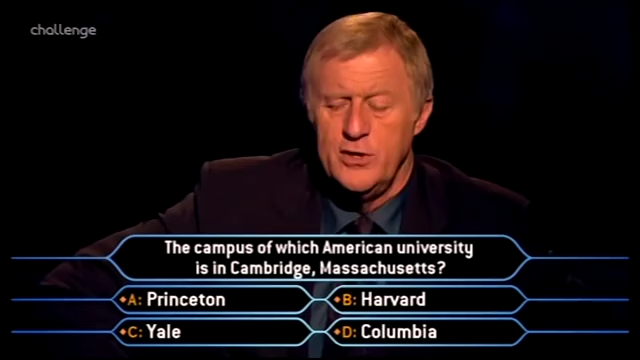 challenge
The campus of which American university
is in Cambridge, Massachusetts?
A: Princeton
B: Harvard
C: Yale
D: Columbia